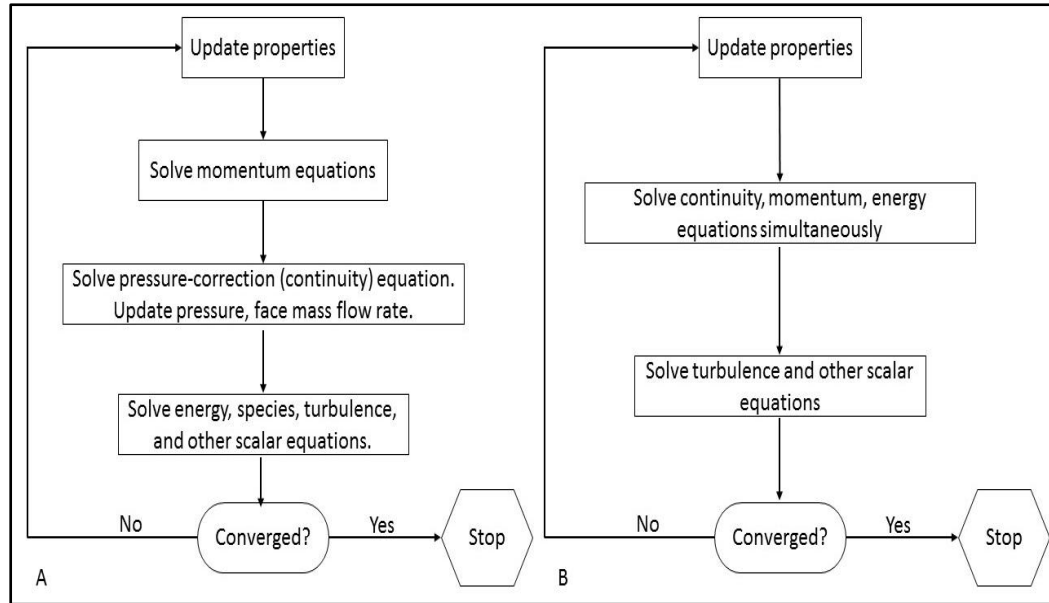 Update properties
Solve momentum equations
Solve pressure-correction (continuity) equation.
Update pressure, face mass flow rate.
Solve energy, species, turbulence,
and other scalar equations.
No
Converged?
Yes
Stop
A
Update properties
Solve continuity, momentum, energy
equations simultaneously
Solve turbulence and other scalar
equations
No
Converged?
Yes
Stop
B